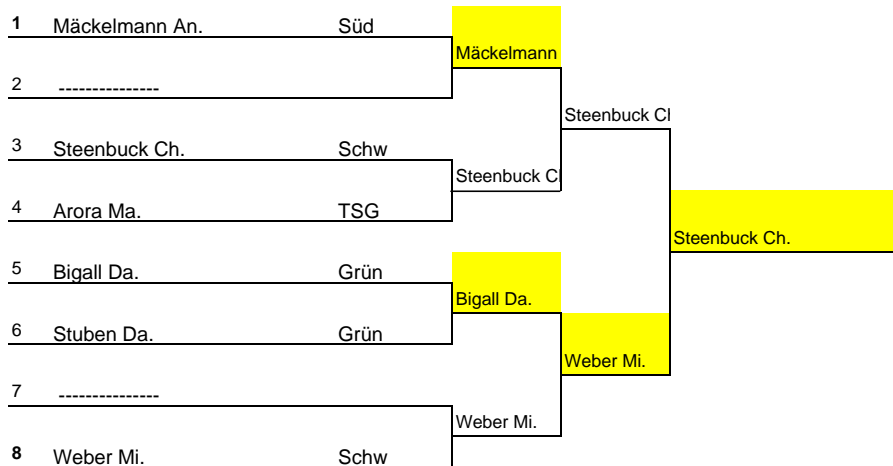 1 Mäckelmann An. Süd
Mäckelmann
2 ---------------
Steenbuck Cl
3 Steenbuck Ch. Schw
Steenbuck Cl
4 Arora Ma. TSG
Steenbuck Ch.
5 Bigall Da. Grün
Bigall Da.
6 Stuben Da. Grün
Weber Mi.
7 ---------------
Weber Mi.
8 Weber Mi. Schw